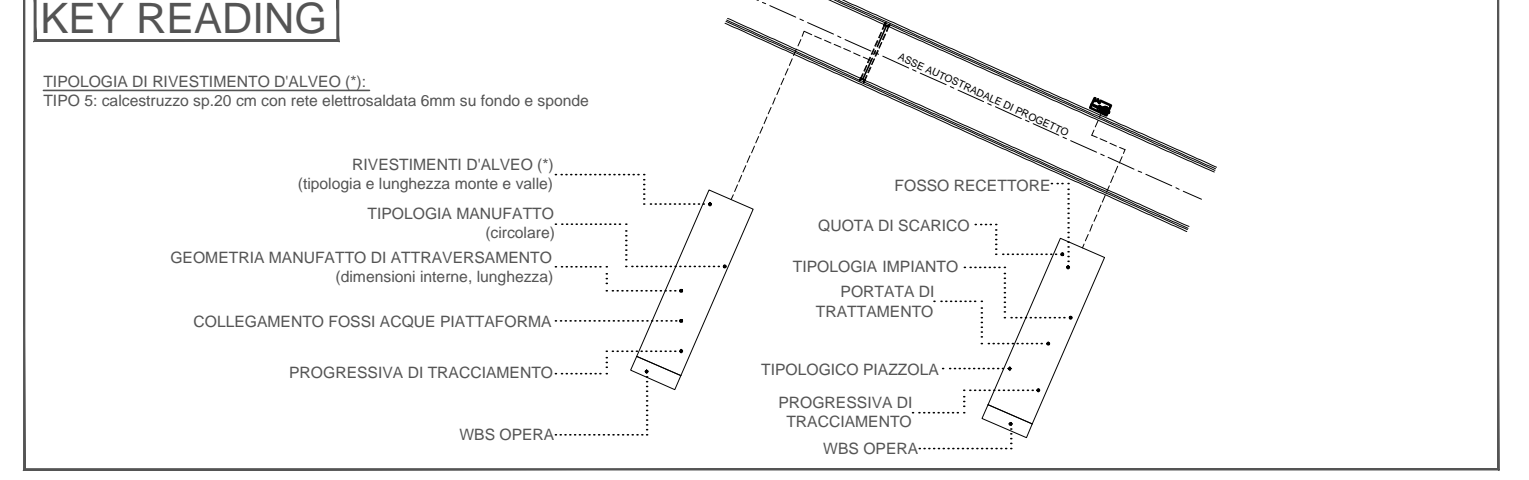 KEY READING
TIPOLOGIA DI RIVESTIMENTO D'ALVEO (*):
TIPO 5: calcestruzzo sp.20 cm con rete elettrosaldata 6mm su fondo e sponde
RIVESTIMENTI D'ALVEO (*)
(tipologia e lunghezza monte e valle)
TIPOLOGIA MANUFATTO
(circolare)
GEOMETRIA MANUFATTO DI ATTRAVERSAMENTO
(dimensioni interne, lunghezza)
COLLEGAMENTO FOSSI ACQUE PIATTAFORMA
PROGRESSIVA DI TRACCIAMENTO
WBS OPERA
ASSE AUTOSTRADALE DI PROGETTO
FOSSO RECETTORE
QUOTA DI SCARICO
TIPOLOGIA IMPIANTO
PORTATA DI
TRATTAMENTO
TIPOLOGICO PIAZZOLA
PROGRESSIVA DI
TRACCIAMENTO
WBS OPERA